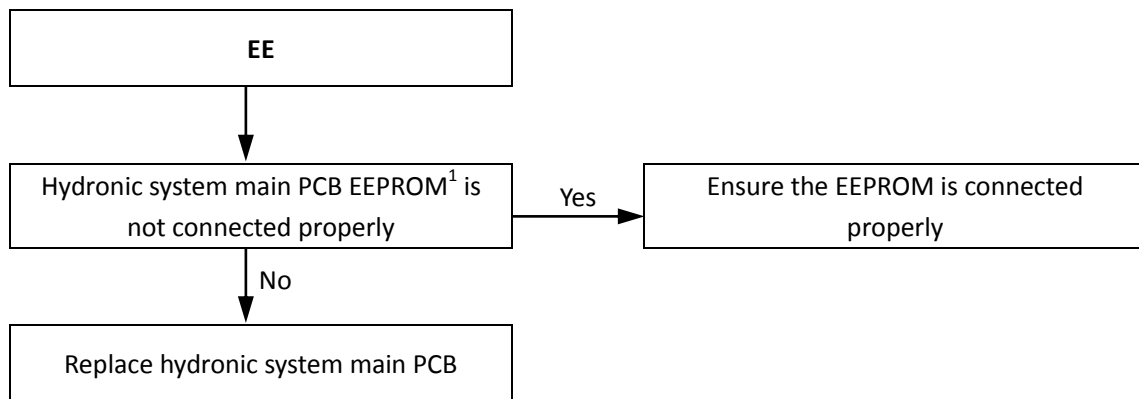 EE
Hydronic system main PCB EEPROM¹ is
not connected properly
Yes
Ensure the EEPROM is connected
properly
No
Replace hydronic system main PCB